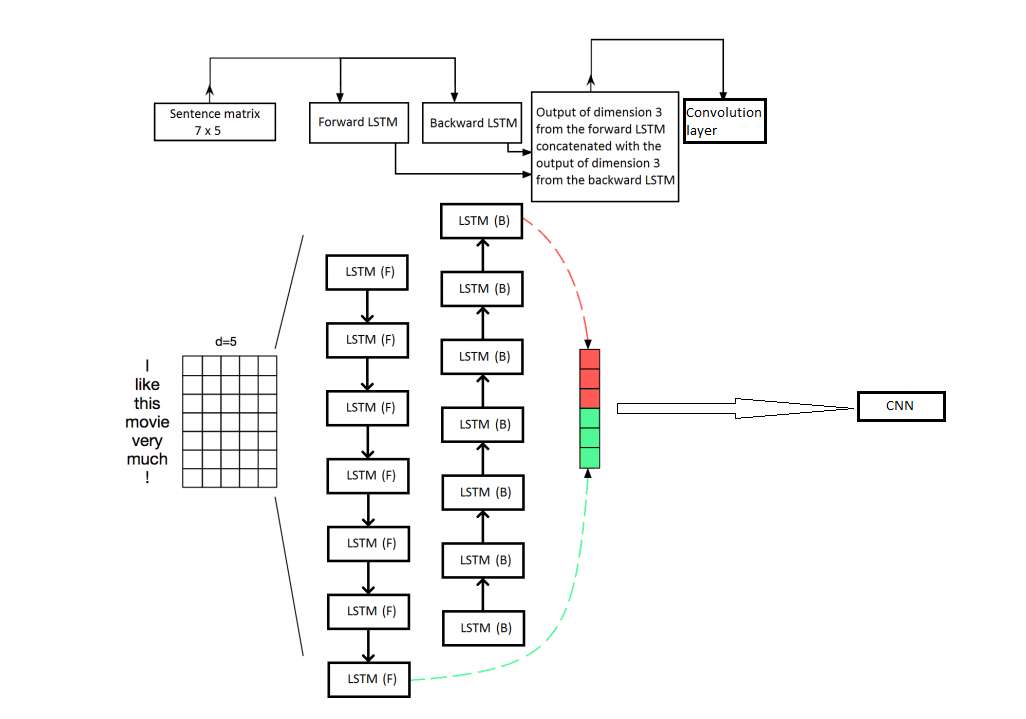 Sentence matrix
7 x 5
Forward LSTM
Backward LSTM
Output of dimension 3
from the forward LSTM
concatenated with the
output of dimension 3
from the backward LSTM
Convolution
layer
d=5
I
like
this
movie
very
much
!
LSTM (F)
LSTM (F)
LSTM (F)
LSTM (F)
LSTM (F)
LSTM (F)
LSTM (F)
LSTM (B)
LSTM (B)
LSTM (B)
LSTM (B)
LSTM (B)
LSTM (B)
LSTM (B)
CNN